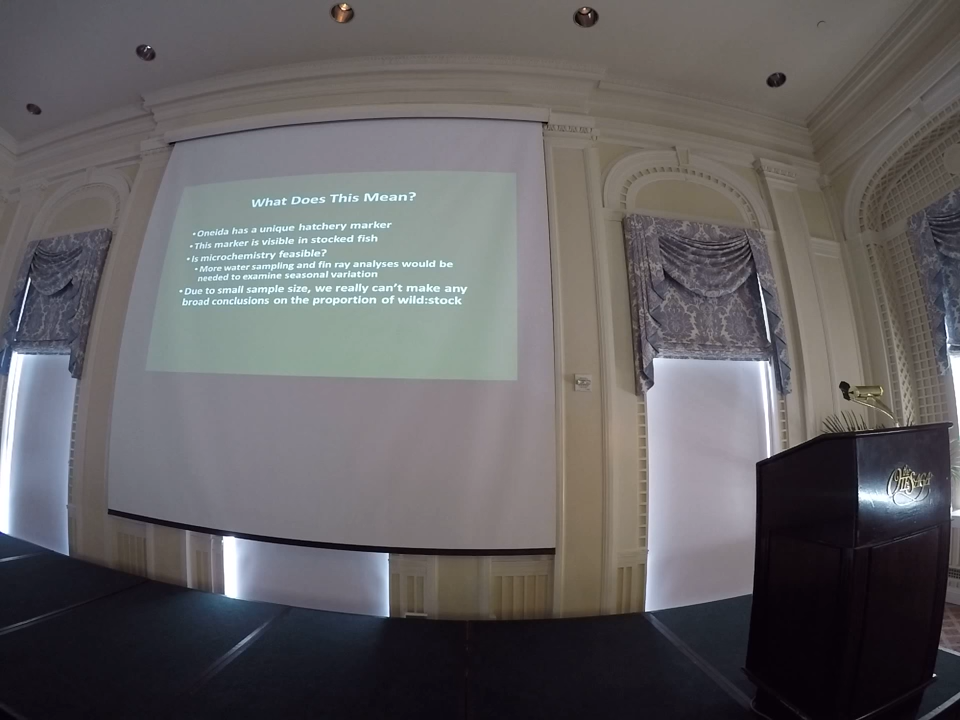 What Does This Mean?
• Oneida has a unique hatchery marker
• This marker is visible in stocked fish
• Is microchemistry feasible?
• More water sampling and fin ray analyses would be
needed to examine seasonal variation
• Due to small sample size, we really can't make any
broad conclusions on the proportion of wild:stock
the
OTESAGA